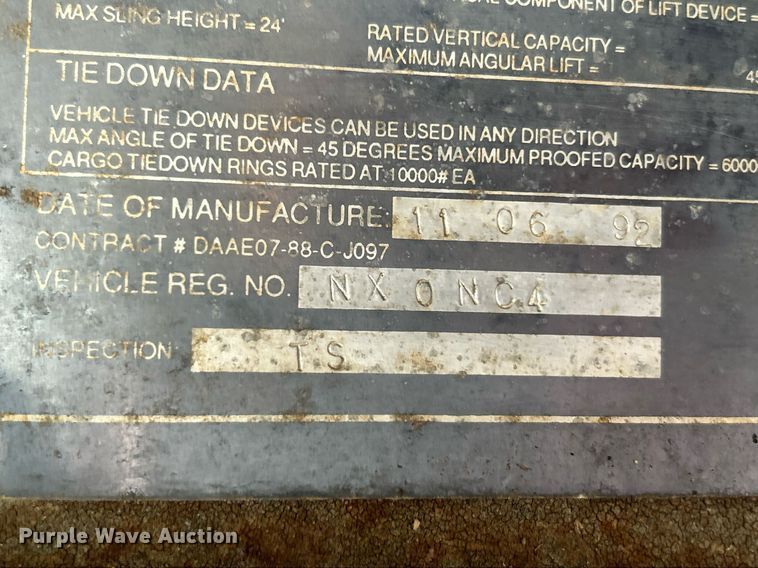 COMPONENT OF LIFT DEVICE =
MAX SLING HEIGHT = 24'
RATED VERTICAL CAPACITY =
MAXIMUM ANGULAR LIFT = 45
TIE DOWN DATA
VEHICLE TIE DOWN DEVICES CAN BE USED IN ANY DIRECTION
MAX ANGLE OF TIE DOWN = 45 DEGREES MAXIMUM PROOFED CAPACITY = 6000
CARGO TIEDOWN RINGS RATED AT 10000# EA
DATE OF MANUFACTURE: 11 06 92
CONTRACT # DAAE07-88-C-J097
VEHICLE REG. NO. NX0NC4
INSPECTION TS
Purple Wave Auction